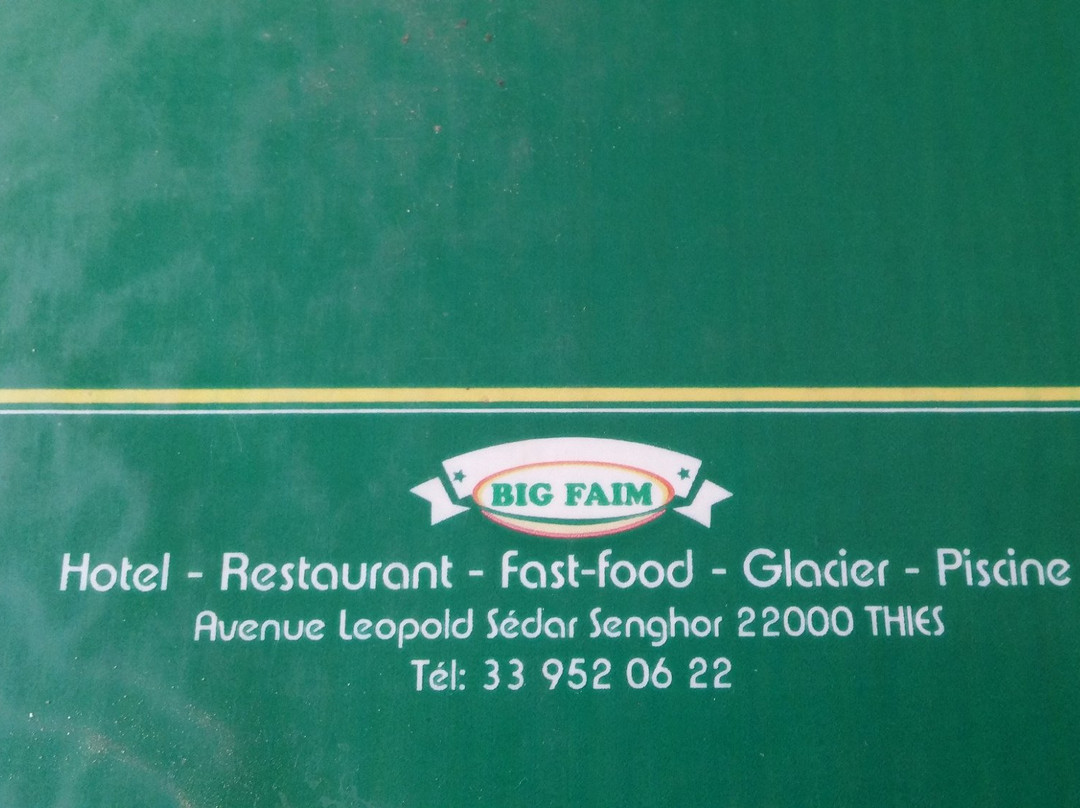 BIG FAIM
Hotel - Restaurant - Fast-food - Glacier - Piscine
Avenue Leopold Sédar Senghor 22000 THIES
Tél: 33 952 06 22